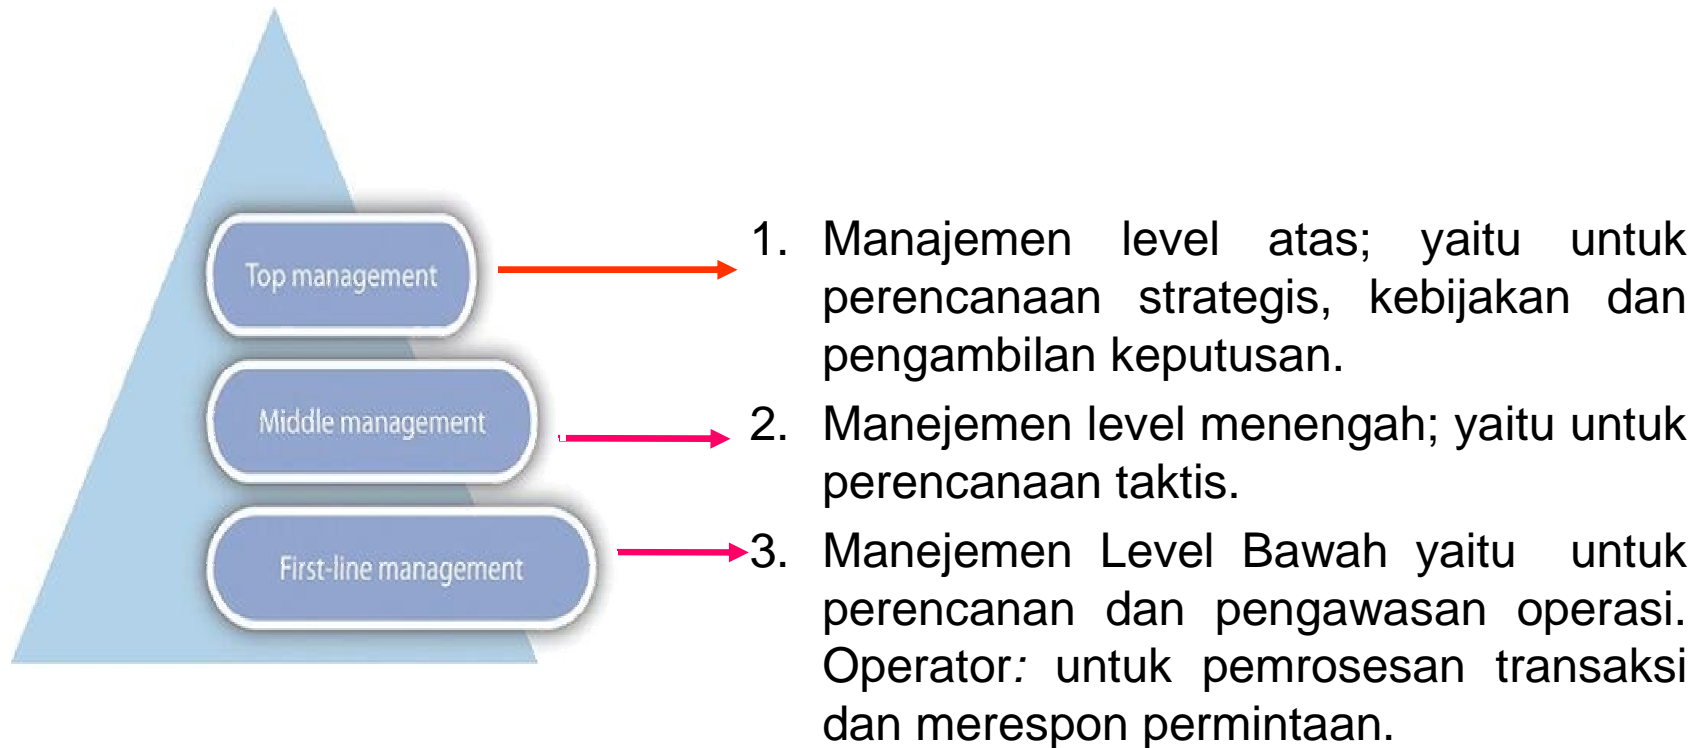 Top management
Middle management
First-line management
1. Manajemen level atas; yaitu untuk
perencanaan strategis, kebijakan dan
pengambilan keputusan.
2. Manejemen level menengah; yaitu untuk
perencanaan taktis.
3. Manejemen Level Bawah yaitu untuk
perencanan dan pengawasan operasi.
Operator: untuk pemrosesan transaksi
dan merespon permintaan.